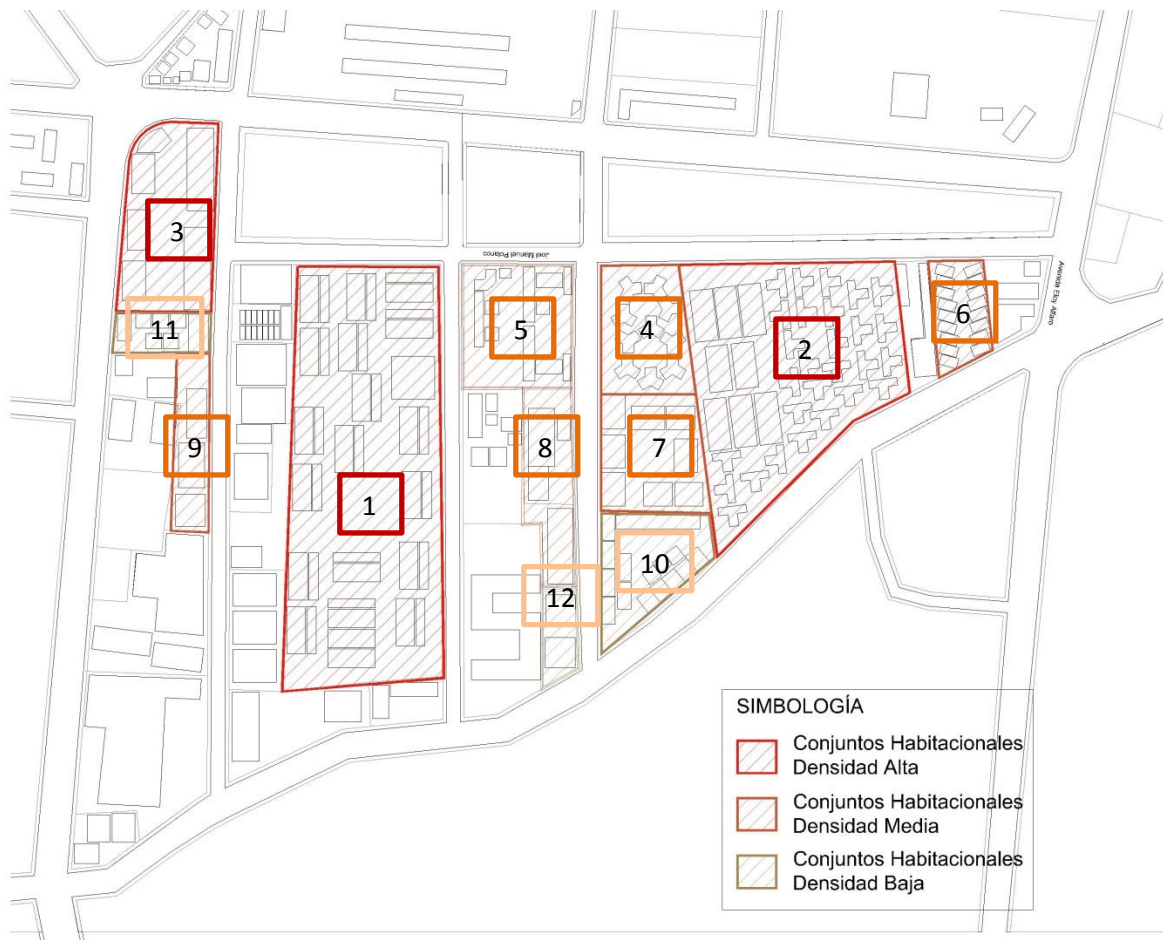 3
Joel Manuel Polanco
Avenida Eloy Alfaro
11
5
4
2
6
9
8
7
1
10
12
SIMBOLOGÍA
Conjuntos Habitacionales
Densidad Alta
Conjuntos Habitacionales
Densidad Media
Conjuntos Habitacionales
Densidad Baja